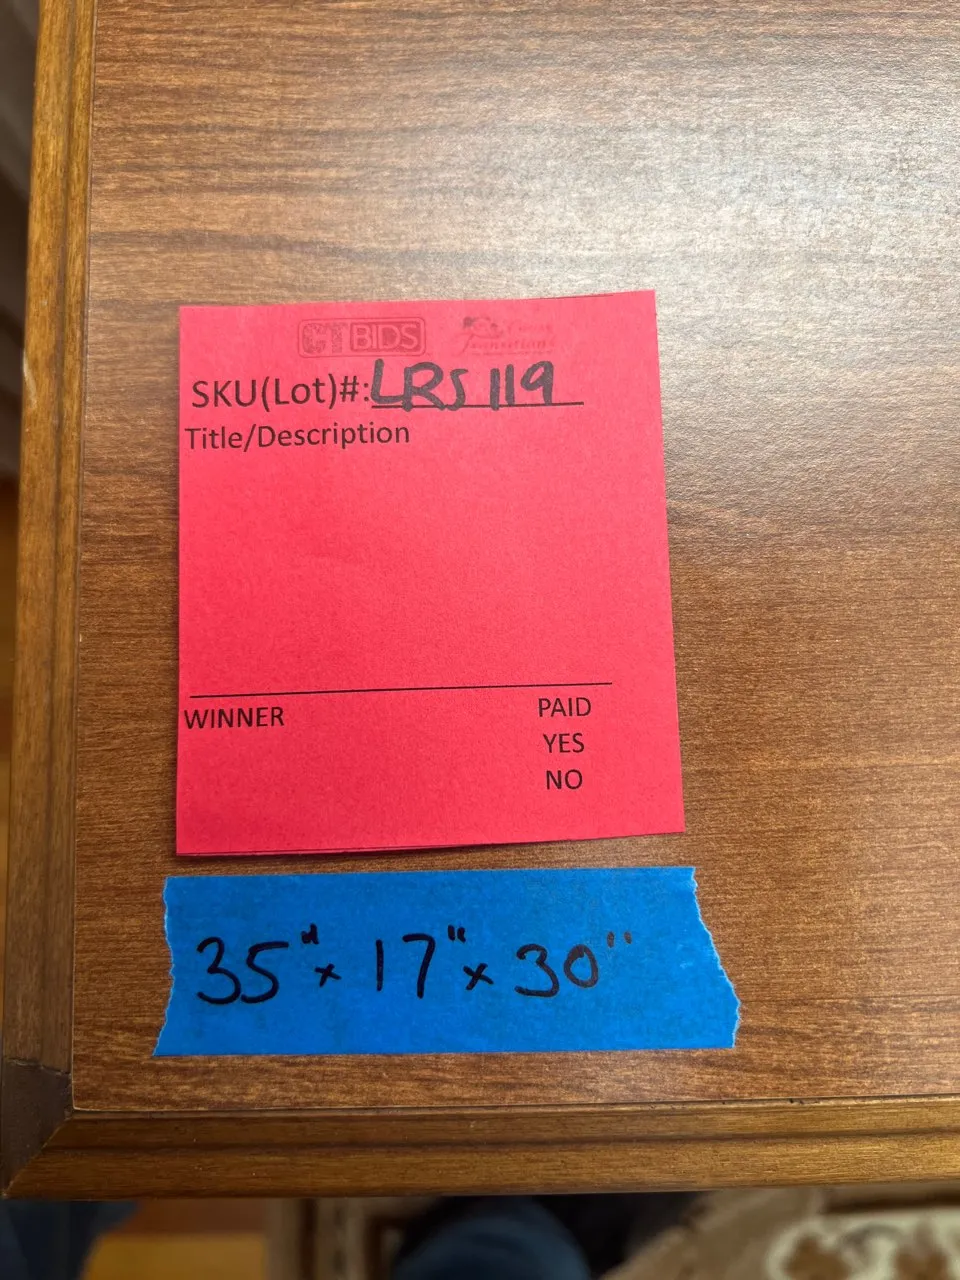 CTBIDS
SKU(Lot)#: LRS 119
Title/Description
WINNER
PAID
YES
NO
35" x 17" x 30"